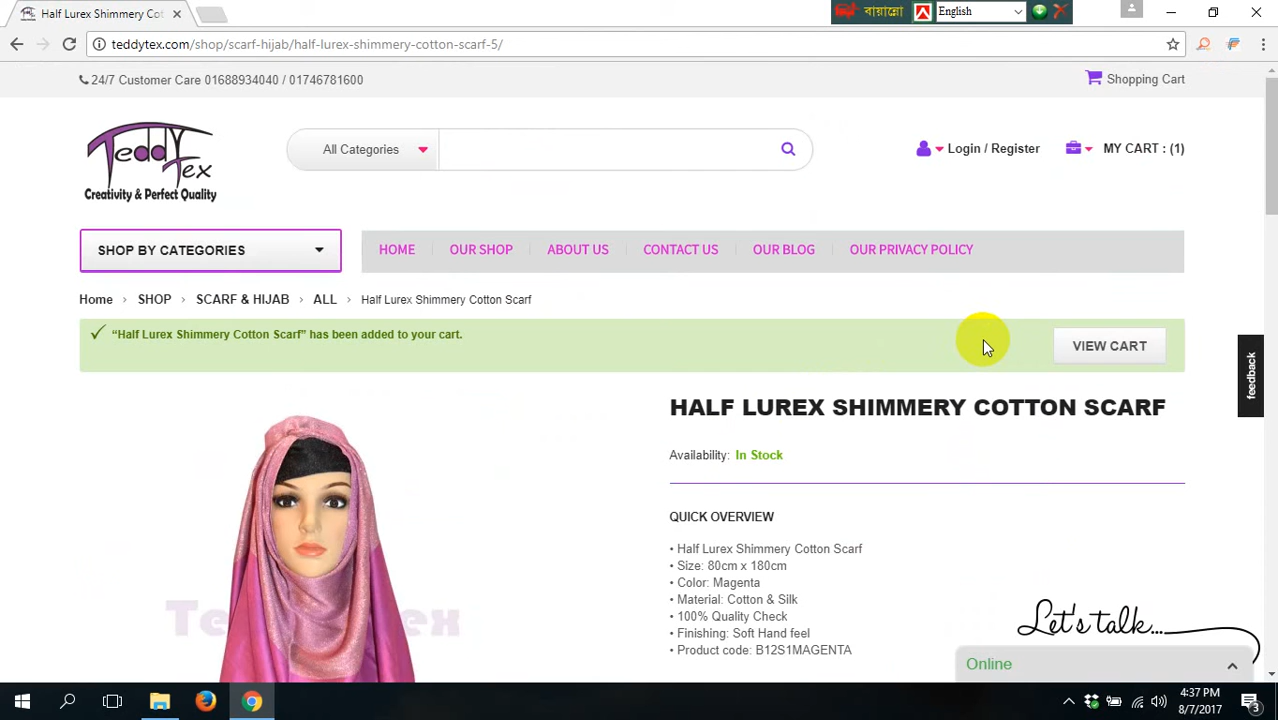 Half Lurex Shimmery Cot
বায়ান্নো
English
teddytex.com/shop/scarf-hijab/half-lurex-shimmery-cotton-scarf-5/
24/7 Customer Care 01688934040 / 01746781600
Shopping Cart
TeddyTex
Creativity & Perfect Quality
All Categories
Login / Register
MY CART : (1)
SHOP BY CATEGORIES
HOME
OUR SHOP
ABOUT US
CONTACT US
OUR BLOG
OUR PRIVACY POLICY
Home › SHOP › SCARF & HIJAB › ALL › Half Lurex Shimmery Cotton Scarf
“Half Lurex Shimmery Cotton Scarf” has been added to your cart.
VIEW CART
feedback
HALF LUREX SHIMMERY COTTON SCARF
Availability: In Stock
QUICK OVERVIEW
• Half Lurex Shimmery Cotton Scarf
• Size: 80cm x 180cm
• Color: Magenta
• Material: Cotton & Silk
• 100% Quality Check
• Finishing: Soft Hand feel
• Product code: B12S1MAGENTA
Let's talk...
Online
4:37 PM
8/7/2017
3